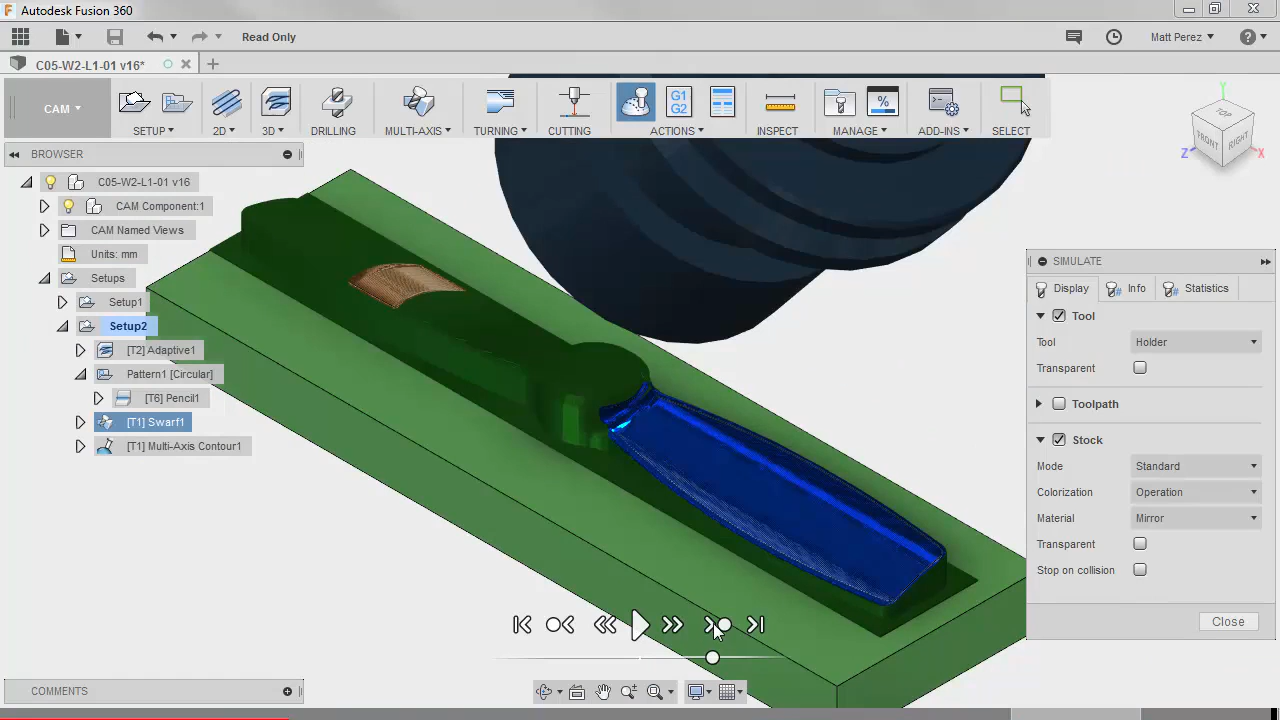 Autodesk Fusion 360
Read Only
Matt Perez
C05-W2-L1-01 v16*
CAM
SETUP
2D
3D
DRILLING
MULTI-AXIS
TURNING
CUTTING
G1
G2
ACTIONS
INSPECT
%
MANAGE
ADD-INS
SELECT
Y
TOP
FRONT
RIGHT
Z
X
BROWSER
C05-W2-L1-01 v16
CAM Component:1
CAM Named Views
Units: mm
Setups
Setup1
Setup2
[T2] Adaptive1
Pattern1 [Circular]
[T6] Pencil1
[T1] Swarf1
[T1] Multi-Axis Contour1
SIMULATE
Display
Info
Statistics
Tool
Tool Holder
Transparent
Toolpath
Stock
Mode Standard
Colorization Operation
Material Mirror
Transparent
Stop on collision
Close
COMMENTS